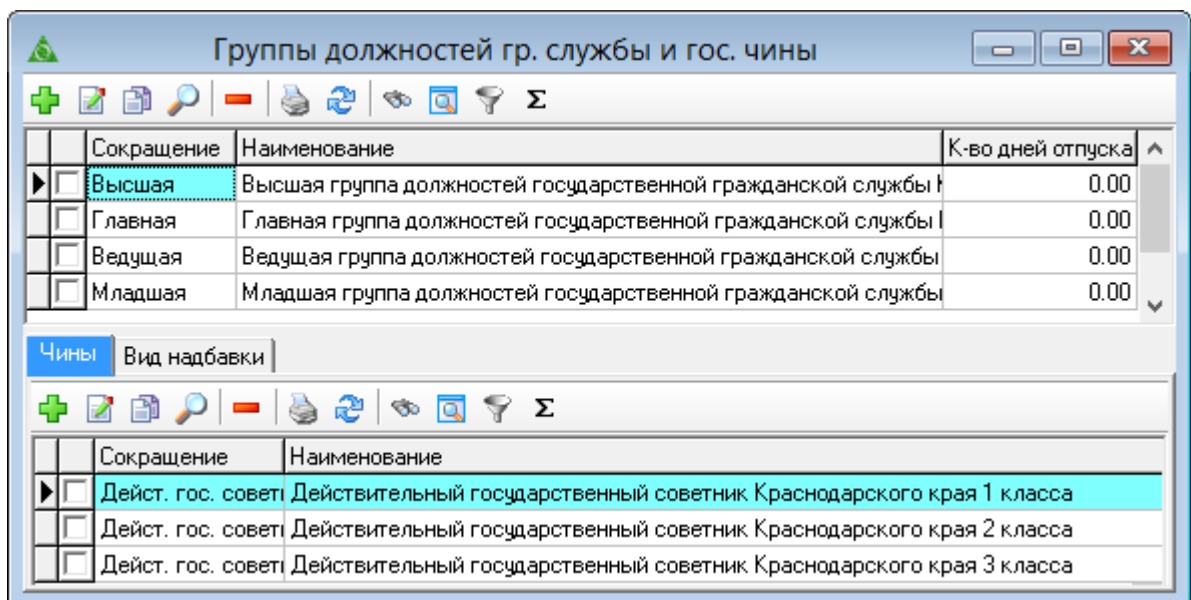 Группы должностей гр. службы и гос. чины
Σ
Сокращение Наименование К-во дней отпуска
Высшая Высшая группа должностей государственной гражданской службы 0.00
Главная Главная группа должностей государственной гражданской службы 0.00
Ведущая Ведущая группа должностей государственной гражданской службы 0.00
Младшая Младшая группа должностей государственной гражданской службы 0.00
Чины Вид надбавки
Σ
Сокращение Наименование
Дейст. гос. совет Действительный государственный советник Краснодарского края 1 класса
Дейст. гос. совет Действительный государственный советник Краснодарского края 2 класса
Дейст. гос. совет Действительный государственный советник Краснодарского края 3 класса